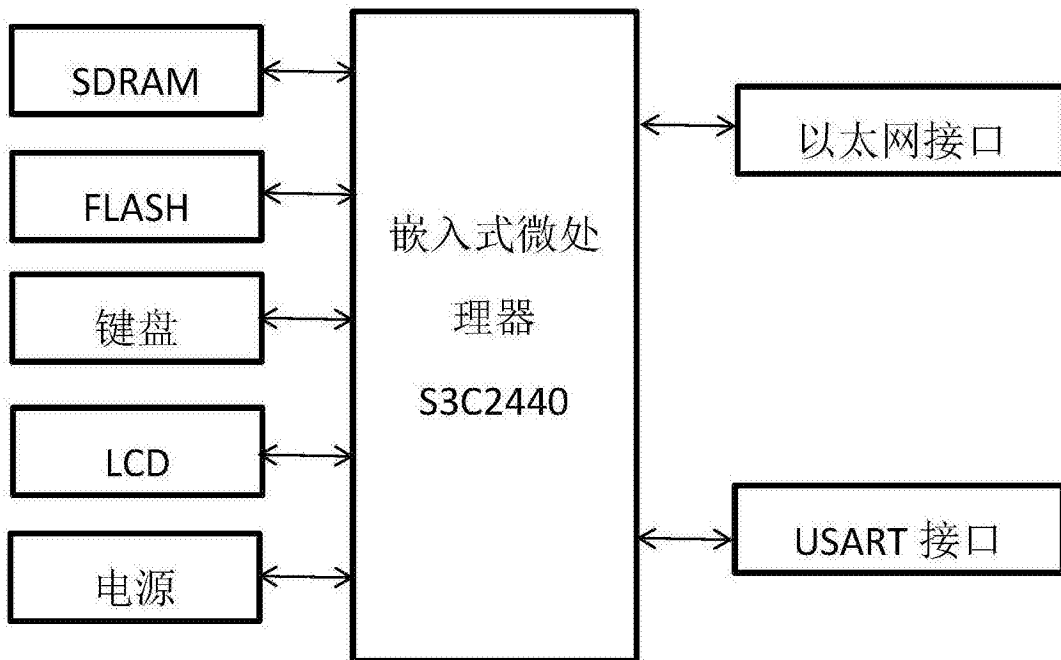 SDRAM
FLASH
键盘
LCD
电源
嵌入式微处
理器
S3C2440
以太网接口
USART 接口